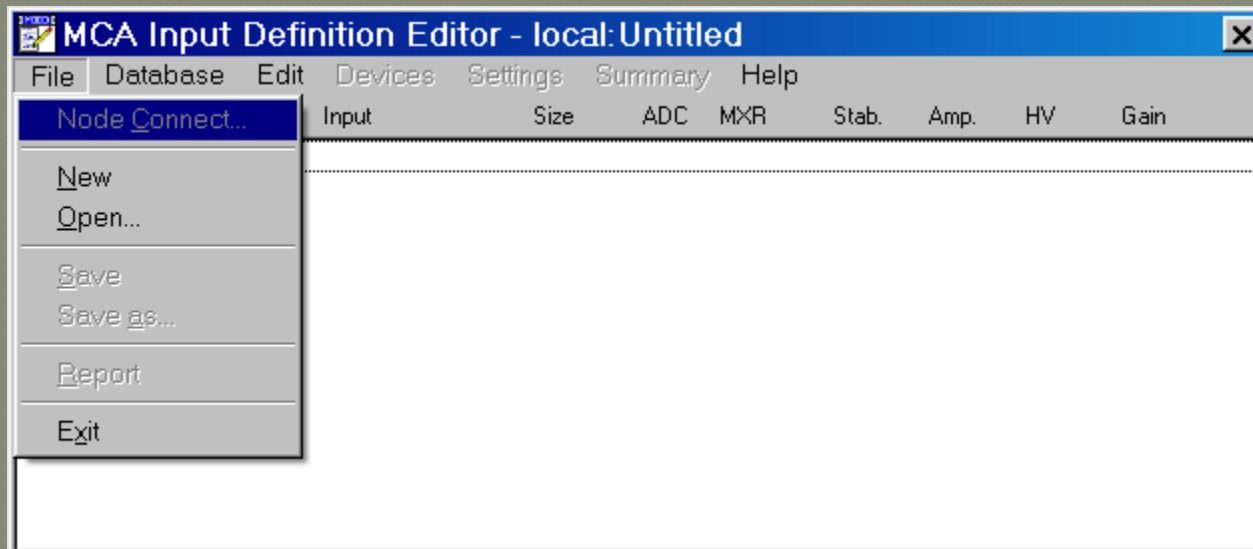 MCA Input Definition Editor - local:Untitled
File Database Edit Devices Settings Summary Help
Input Size ADC MXR Stab. Amp. HV Gain
Node Connect...
New
Open...
Save
Save as...
Report
Exit